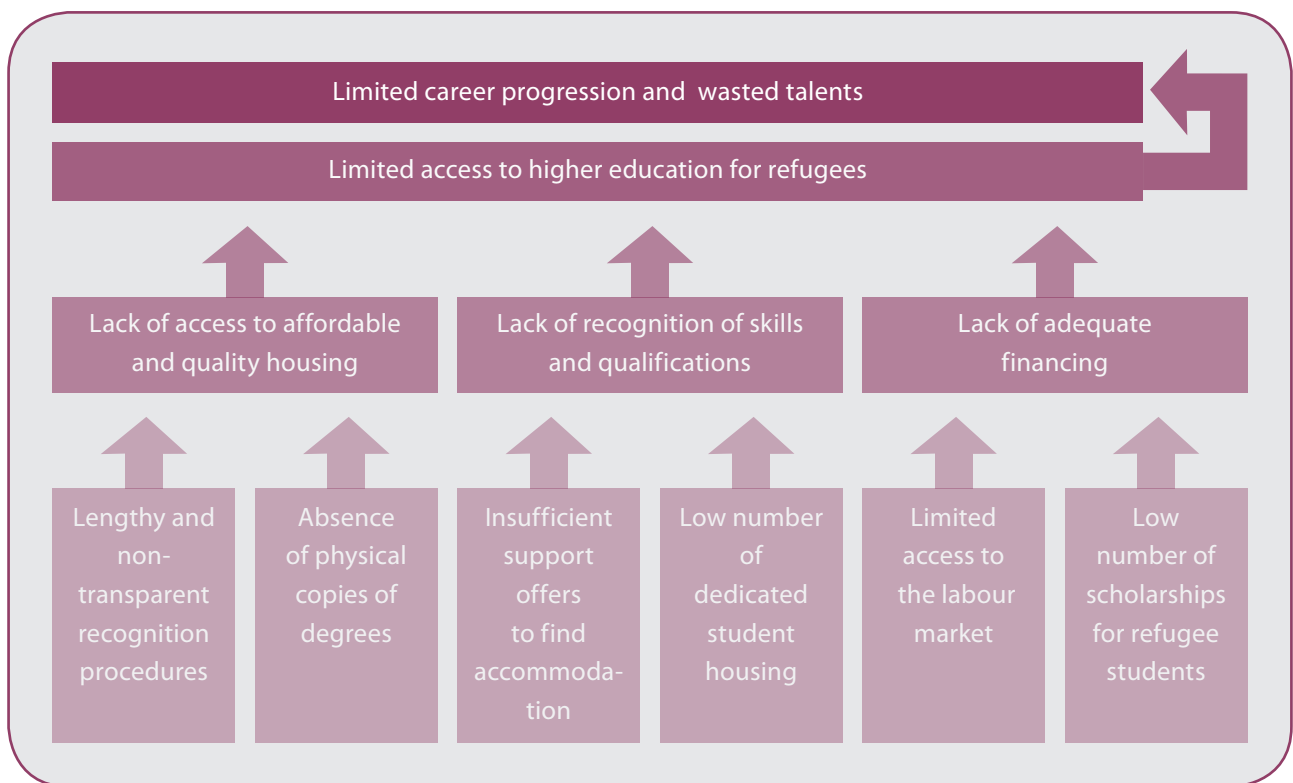 Limited career progression and  wasted talents
Limited access to higher education for refugees
Lack of access to affordable
and quality housing
Lack of recognition of skills
and qualifications
Lack of adequate
financing
Lengthy and
non-
transparent
recognition
procedures
Absence
of physical
copies of
degrees
Insufficient
support
offers
to find
accommoda-
tion
Low number
of
dedicated
student
housing
Limited
access to
the labour
market
Low
number of
scholarships
for refugee
students